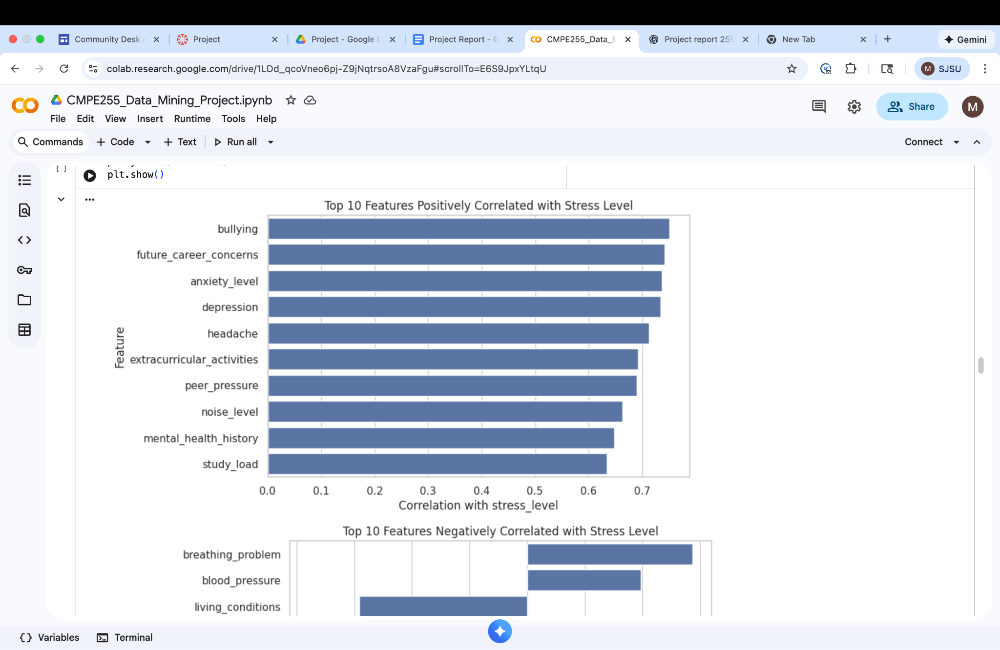 Community Desk
Project
Project - Google D
Project Report - G
CMPE255_Data_M
Project report 255
New Tab
Gemini
colab.research.google.com/drive/1LDd_qcoVneo6pj-Z9jNqtrsoA8VzaFgu#scrollTo=E6S9JpxYLtqU
M SJSU
CMPE255_Data_Mining_Project.ipynb
File Edit View Insert Runtime Tools Help
Share
M
Commands + Code + Text Run all
Connect
[ ]
plt.show()
Top 10 Features Positively Correlated with Stress Level
bullying
future_career_concerns
anxiety_level
depression
headache
extracurricular_activities
peer_pressure
noise_level
mental_health_history
study_load
Feature
0.0 0.1 0.2 0.3 0.4 0.5 0.6 0.7
Correlation with stress_level
Top 10 Features Negatively Correlated with Stress Level
breathing_problem
blood_pressure
living_conditions
Variables
Terminal